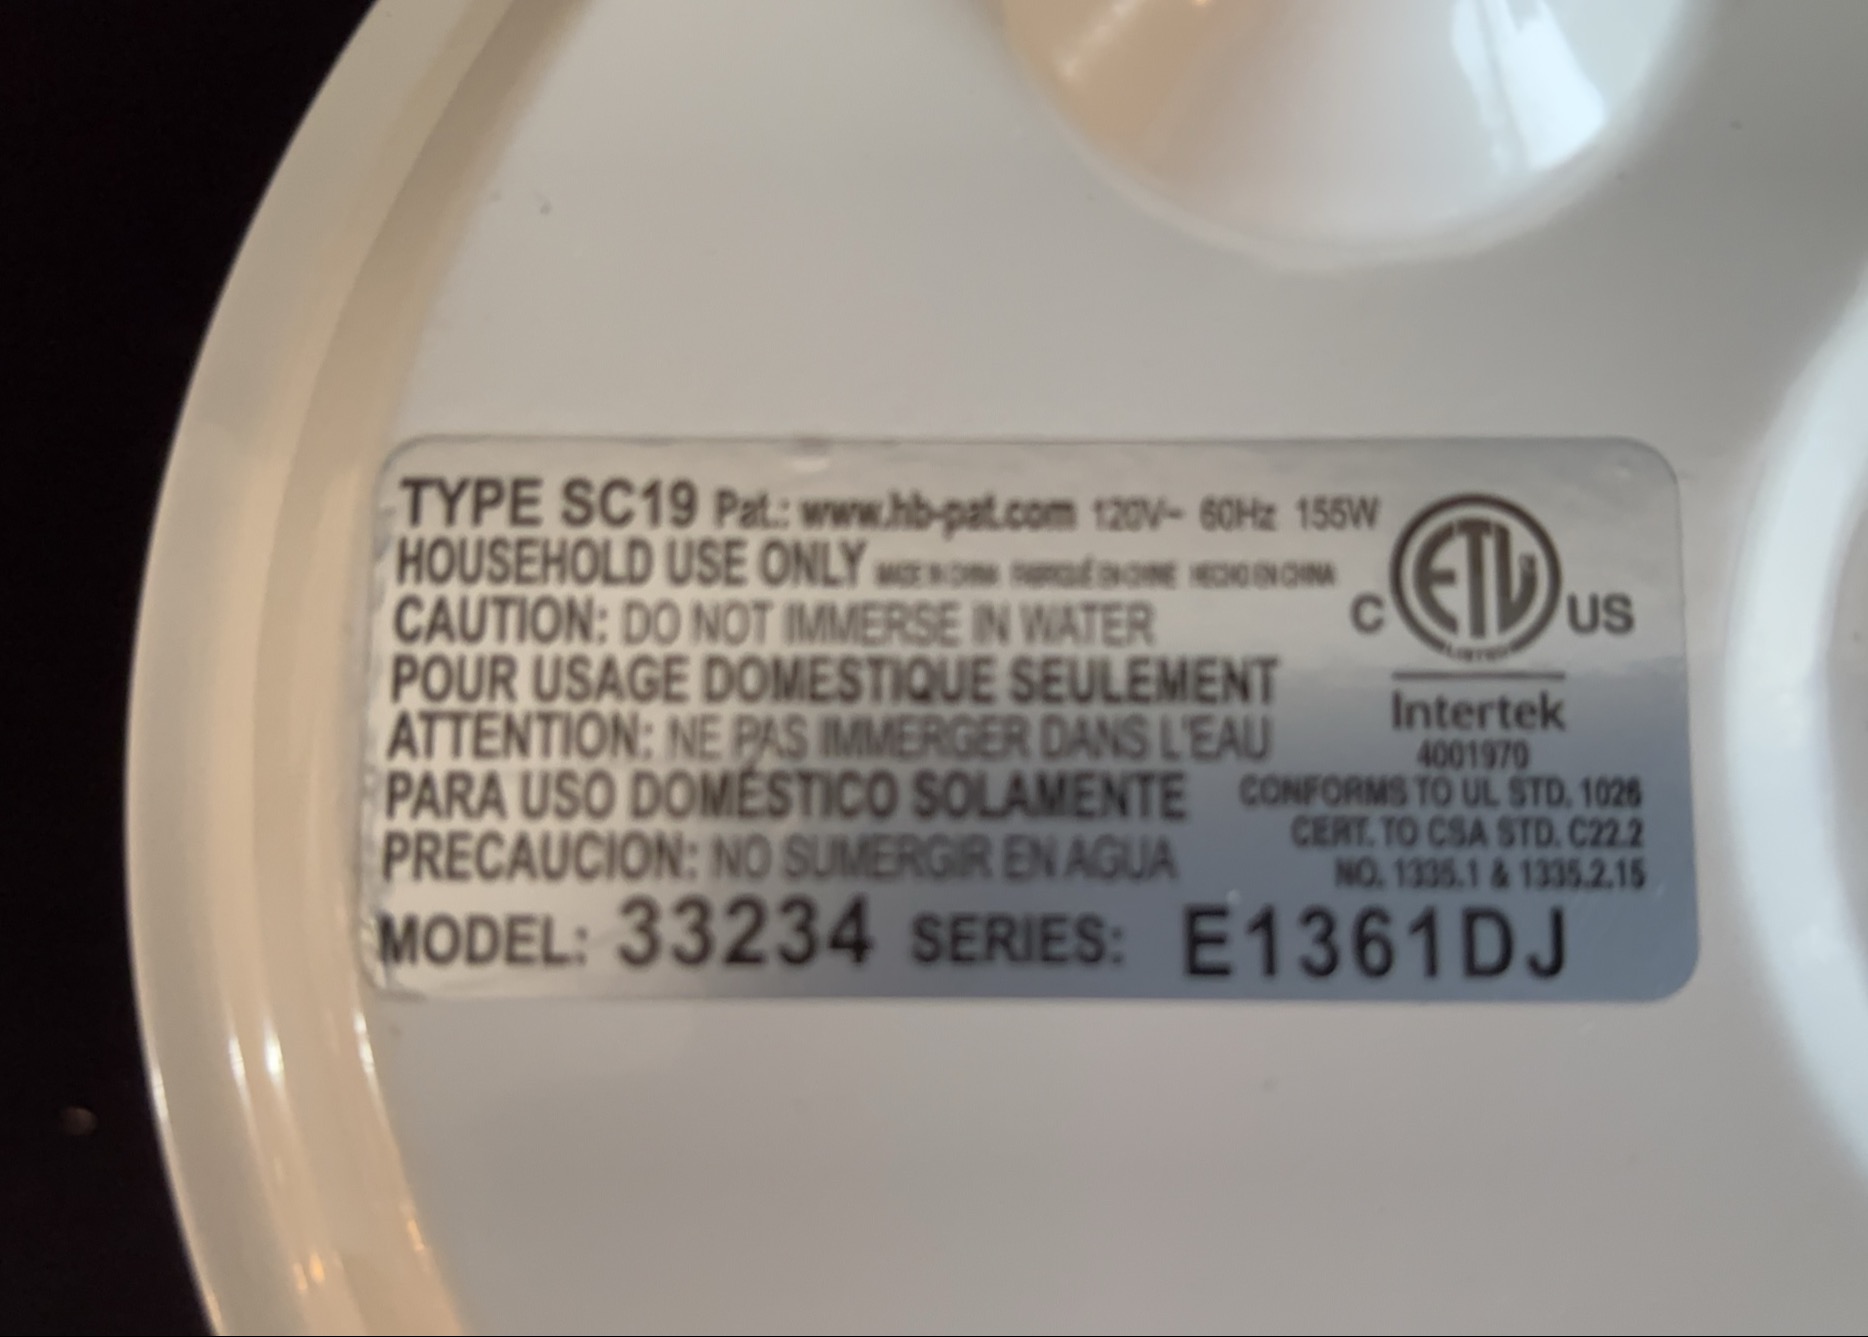 TYPE SC19 Pat.: www.hb-pat.com 120V~ 60Hz 155W
HOUSEHOLD USE ONLY MADE IN CHINA FABRIQUÉ EN CHINE HECHO EN CHINA
CAUTION: DO NOT IMMERSE IN WATER
POUR USAGE DOMESTIQUE SEULEMENT
ATTENTION: NE PAS IMMERGER DANS L'EAU
PARA USO DOMÉSTICO SOLAMENTE
PRECAUCION: NO SUMERGIR EN AGUA
MODEL: 33234 SERIES: E1361DJ
C ETL US
LISTED
Intertek
4001970
CONFORMS TO UL STD. 1026
CERT. TO CSA STD. C22.2
NO. 1335.1 & 1335.2.15